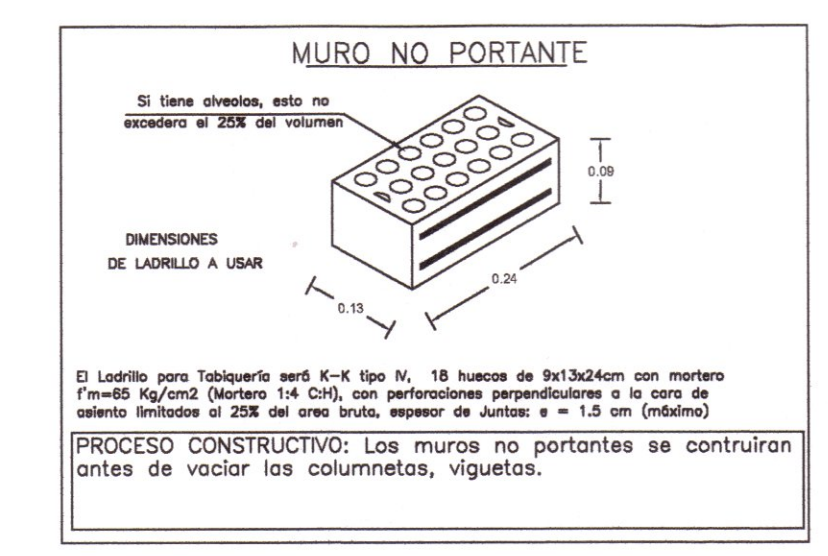 MURO NO PORTANTE
Si tiene alveolos, esto no
excedera el 25% del volumen
0.09
DIMENSIONES
DE LADRILLO A USAR
0.24
0.13
El Ladrillo para Tabiquería será K-K tipo IV, 18 huecos de 9x13x24cm con mortero
f'm=65 Kg/cm2 (Mortero 1:4 C:H), con perforaciones perpendiculares a la cara de
asiento limitados al 25% del area bruta, espesor de Juntas: e = 1.5 cm (máximo)
PROCESO CONSTRUCTIVO: Los muros no portantes se contruiran
antes de vaciar las columnetas, viguetas.